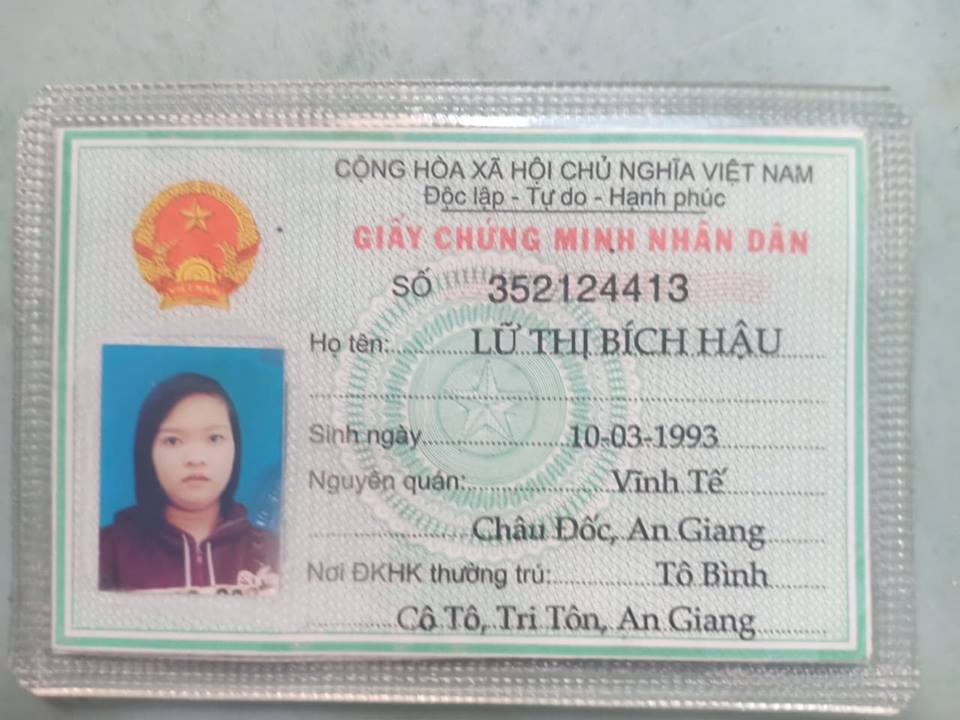 CỘNG HÒA XÃ HỘI CHỦ NGHĨA VIỆT NAM
Độc lập - Tự do - Hạnh phúc
GIẤY CHỨNG MINH NHÂN DÂN
SỐ 352124413
Họ tên: LỮ THỊ BÍCH HẬU
Sinh ngày 10-03-1993
Nguyên quán: Vĩnh Tế
Châu Đốc, An Giang
Nơi ĐKHK thường trú: Tô Bình
Cô Tô, Tri Tôn, An Giang
VIỆT NAM